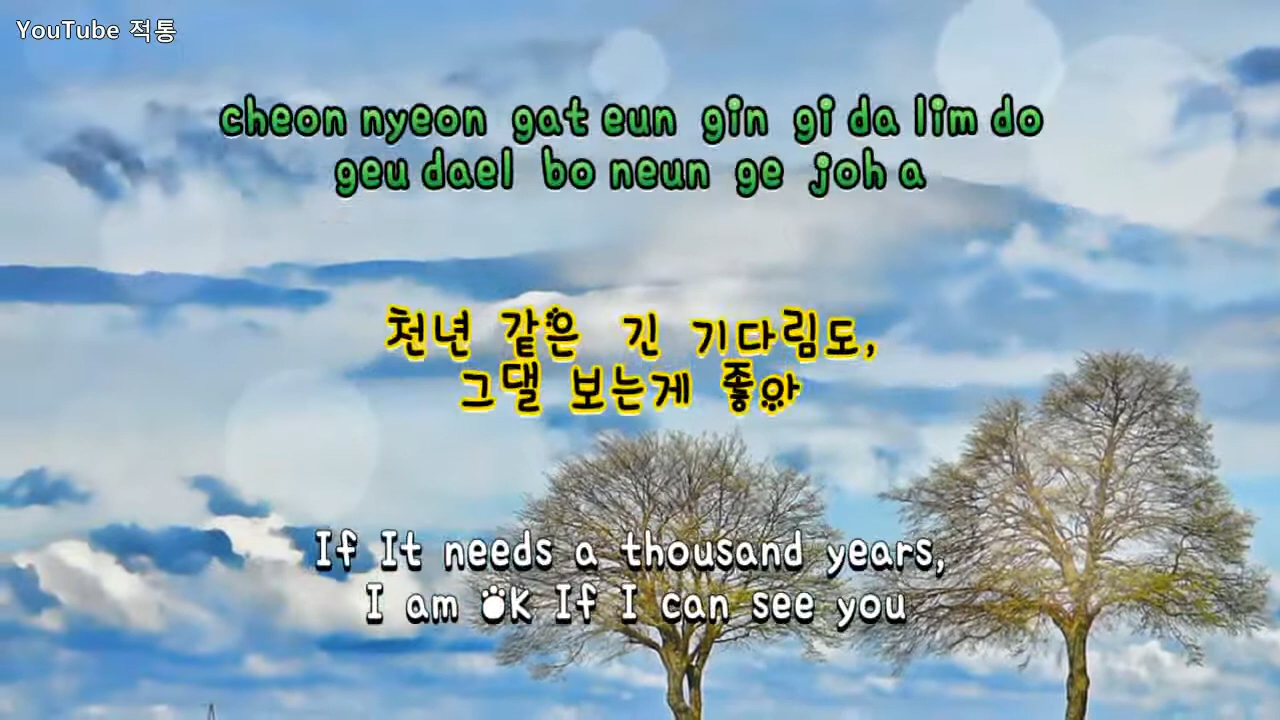 YouTube 적통
cheon nyeon gat eun gin gi da lim do
geu dael bo neun ge joh a
천년 같은 긴 기다림도,
그댈 보는게 좋아
If It needs a thousand years,
I am OK If I can see you